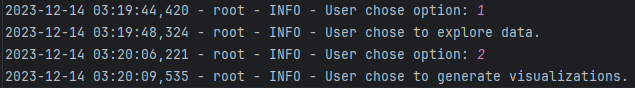 2023-12-14 03:19:44,420 - root - INFO - User chose option: 1
2023-12-14 03:19:48,324 - root - INFO - User chose to explore data.
2023-12-14 03:20:06,221 - root - INFO - User chose option: 2
2023-12-14 03:20:09,535 - root - INFO - User chose to generate visualizations.